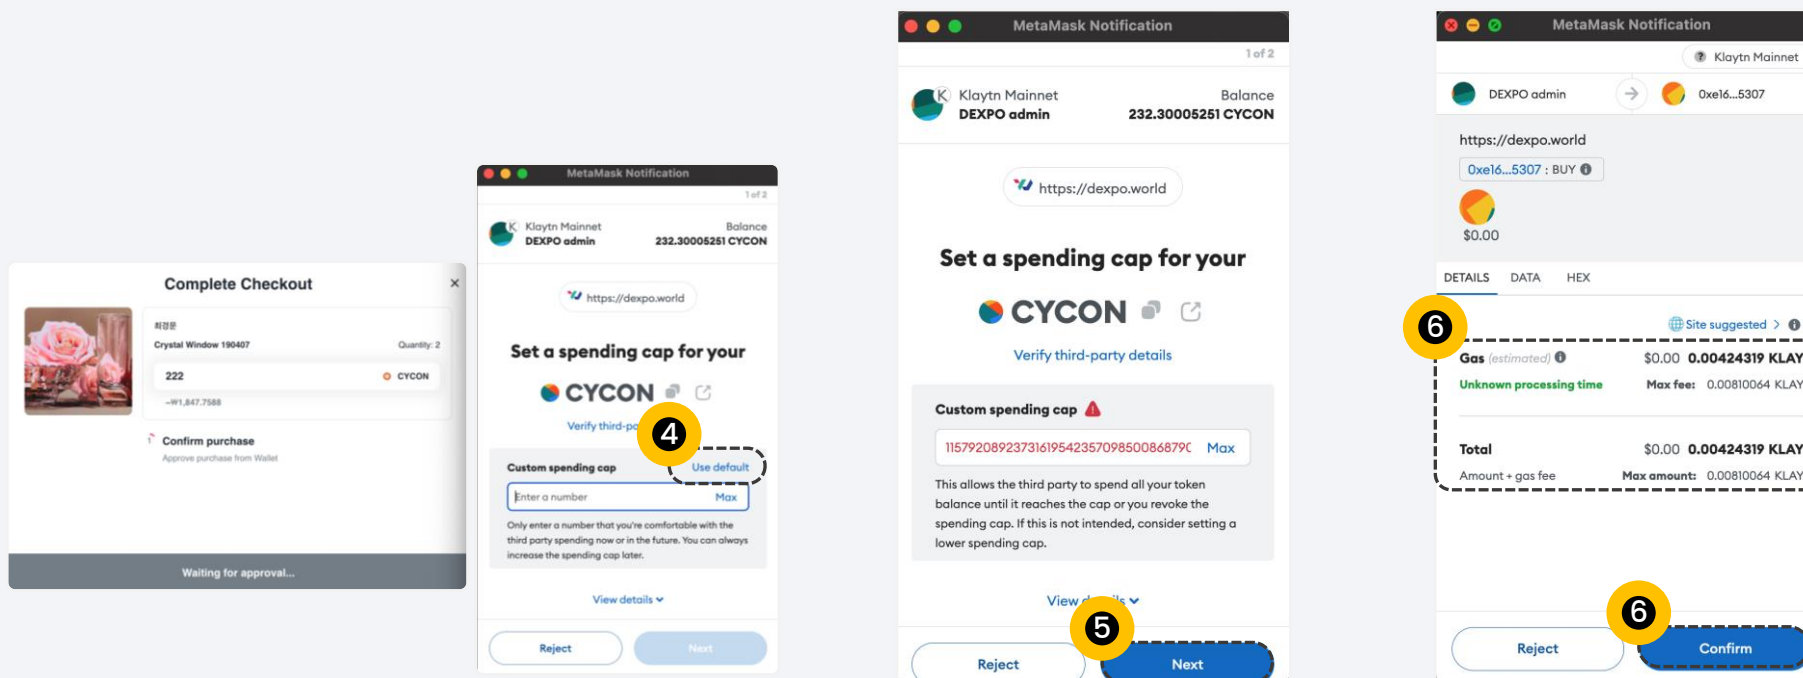 Complete Checkout
×
최경문
Crystal Window 190407
Quantity: 2
222
CYCON
~₩1,847.7588
Confirm purchase
Approve purchase from Wallet
Waiting for approval...
MetaMask Notification
1 of 2
K
Klaytn Mainnet
Balance
DEXPO admin
232.30005251 CYCON
https://dexpo.world
Set a spending cap for your
CYCON
Verify third-pa
4
Custom spending cap
Use default
Enter a number
Max
Only enter a number that you're comfortable with the
third party spending now or in the future. You can always
increase the spending cap later.
View details
Reject
Next
MetaMask Notification
1 of 2
K
Klaytn Mainnet
Balance
DEXPO admin
232.30005251 CYCON
https://dexpo.world
Set a spending cap for your
CYCON
Verify third-party details
Custom spending cap
Max
This allows the third party to spend all your token
balance until it reaches the cap or you revoke the
spending cap. If this is not intended, consider setting a
lower spending cap.
View details
5
Reject
Next
MetaMask Notification
Klaytn Mainnet
DEXPO admin
0xe16...5307
https://dexpo.world
0xe16...5307 : BUY
$0.00
DETAILS DATA HEX
6
Site suggested >
Gas (estimated)
$0.00 0.00424319 KLAY
Unknown processing time
Max fee: 0.00810064 KLAY
Total
$0.00 0.00424319 KLAY
Amount + gas fee
Max amount: 0.00810064 KLAY
6
Reject
Confirm